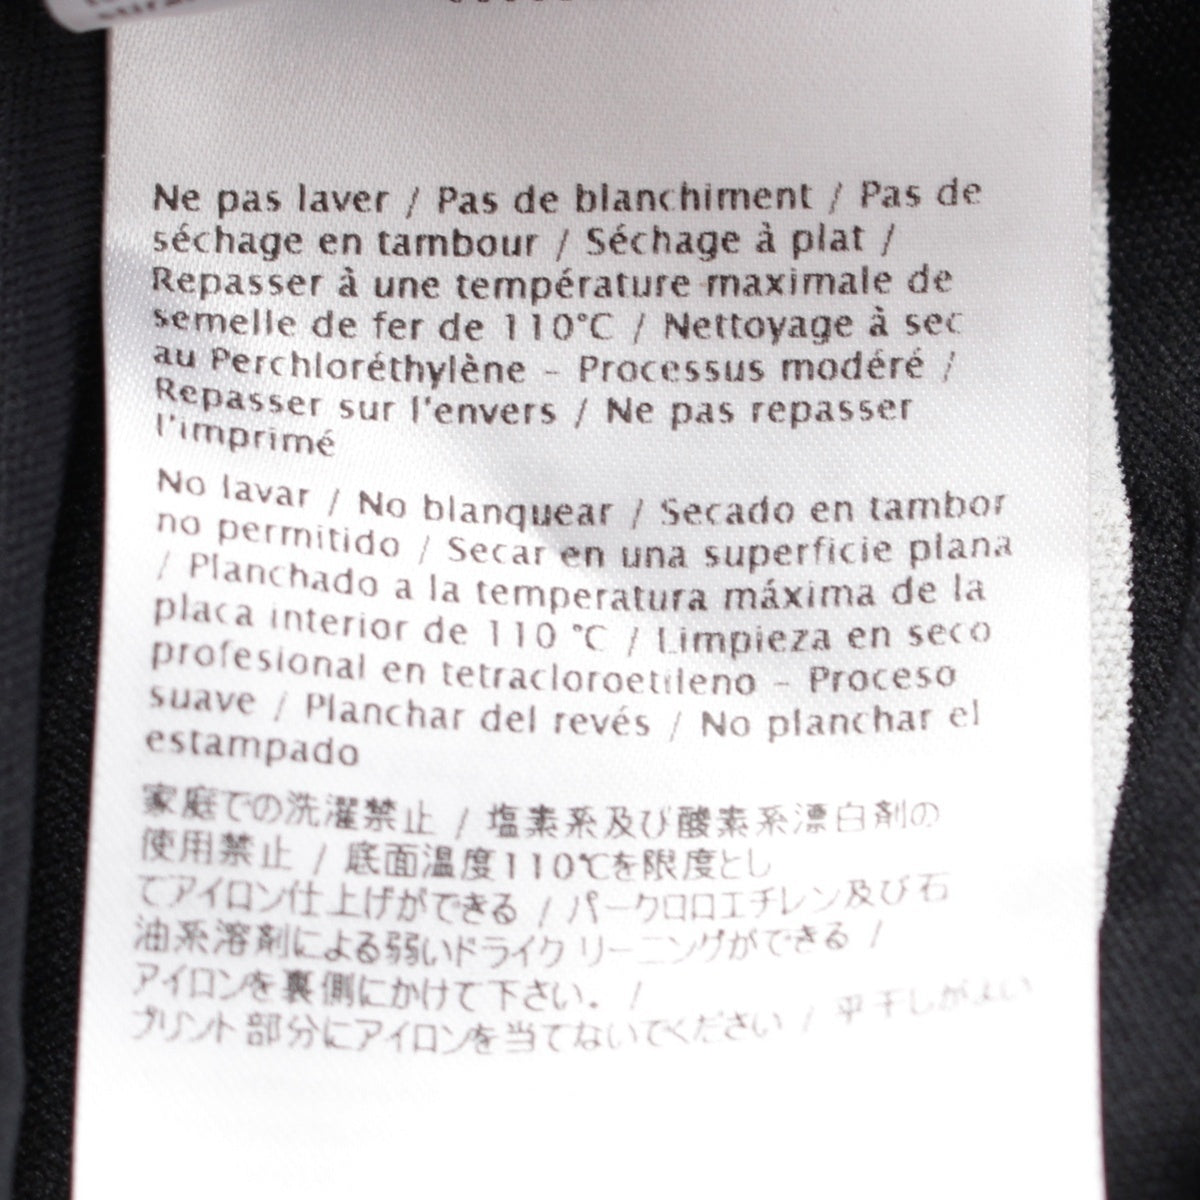 Ne pas laver / Pas de blanchiment / Pas de
séchage en tambour / Séchage à plat /
Repasser à une température maximale de
semelle de fer de 110°C / Nettoyage à sec
au Perchloréthylène - Processus modéré /
Repasser sur l'envers / Ne pas repasser
l'imprimé
No lavar / No blanquear / Secado en tambor
no permitido / Secar en una superficie plana
/ Planchado a la temperatura máxima de la
placa interior de 110 °C / Limpieza en seco
profesional en tetracloroetileno - Proceso
suave / Planchar del revés / No planchar el
estampado
家庭での洗濯禁止 / 塩素系及び酸素系漂白剤の
使用禁止 / 底面温度110℃を限度とし
てアイロン仕上げができる / パークロロエチレン及び石
油系溶剤による弱いドライクリーニングができる /
アイロンを裏側にかけて下さい。 /
プリント部分にアイロンを当てないでください / 平干しがよい